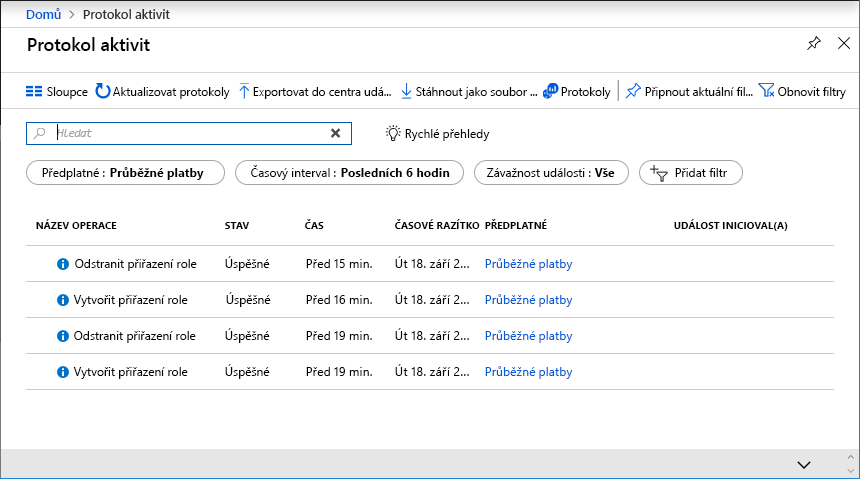 Domů > Protokol aktivit
Protokol aktivit
Sloupce Aktualizovat protokoly Exportovat do centra udá... Stáhnout jako soubor ... Protokoly Připnout aktuální fil... Obnovit filtry
Hledat Rychlé přehledy
Předplatné : Průběžné platby Časový interval : Posledních 6 hodin Závažnost události : Vše Přidat filtr
NÁZEV OPERACE STAV ČAS ČASOVÉ RAZÍTKO PŘEDPLATNÉ UDÁLOST INICIOVAL(A)
Odstranit přiřazení role Úspěšné Před 15 min. Út 18. září 2... Průběžné platby
Vytvořit přiřazení role Úspěšné Před 16 min. Út 18. září 2... Průběžné platby
Odstranit přiřazení role Úspěšné Před 19 min. Út 18. září 2... Průběžné platby
Vytvořit přiřazení role Úspěšné Před 19 min. Út 18. září 2... Průběžné platby